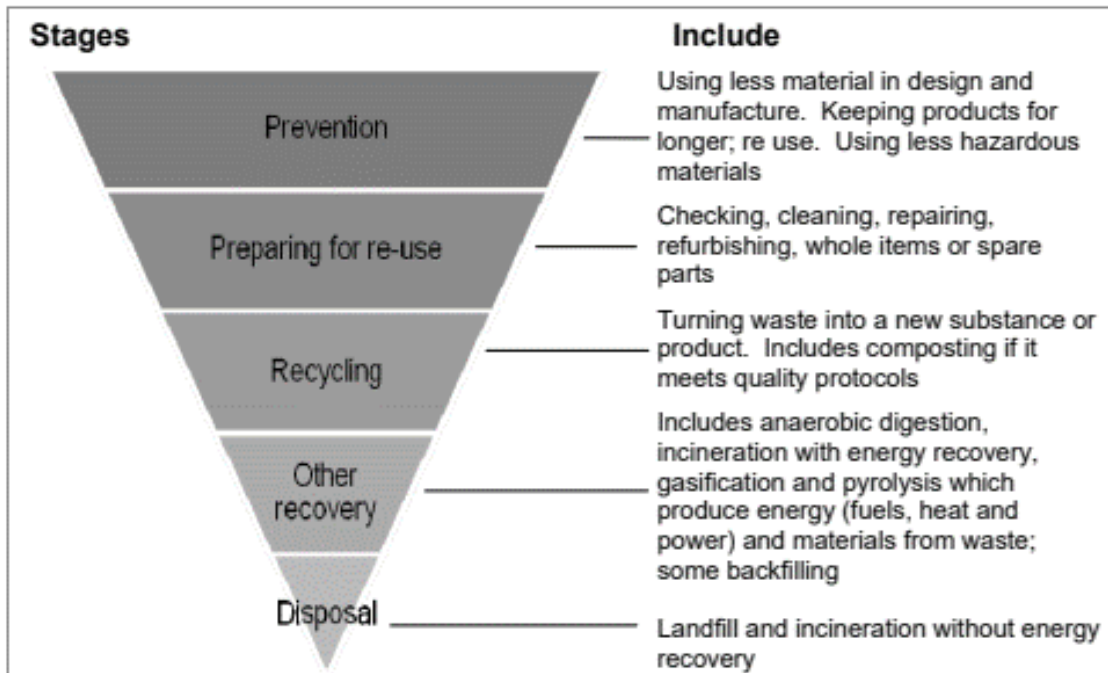 Stages
Include
Prevention
Using less material in design and
manufacture.  Keeping products for
longer; re use.  Using less hazardous
materials
Preparing for re-use
Checking, cleaning, repairing,
refurbishing, whole items or spare
parts
Recycling
Turning waste into a new substance or
product.  Includes composting if it
meets quality protocols
Other
recovery
Includes anaerobic digestion,
incineration with energy recovery,
gasification and pyrolysis which
produce energy (fuels, heat and
power) and materials from waste;
some backfilling
Disposal
Landfill and incineration without energy
recovery